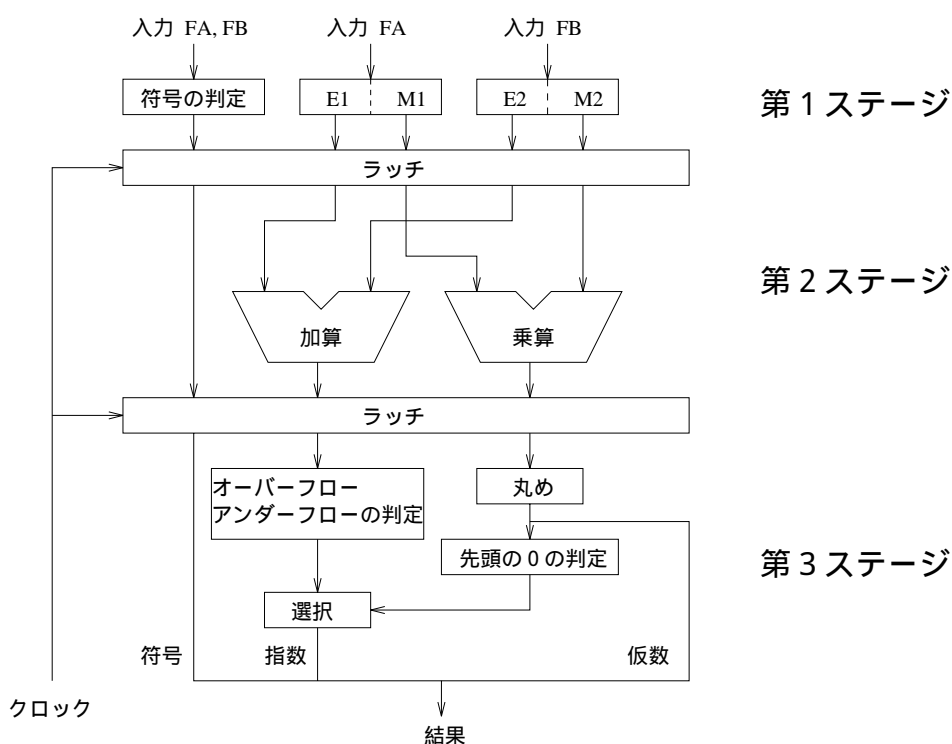 入力 FA, FB
入力 FA
入力 FB
符号の判定
E1
M1
E2
M2
第1ステージ
ラッチ
第2ステージ
加算
乗算
ラッチ
オーバーフロー
アンダーフローの判定
丸め
先頭の0の判定
第3ステージ
選択
符号
指数
仮数
クロック
結果